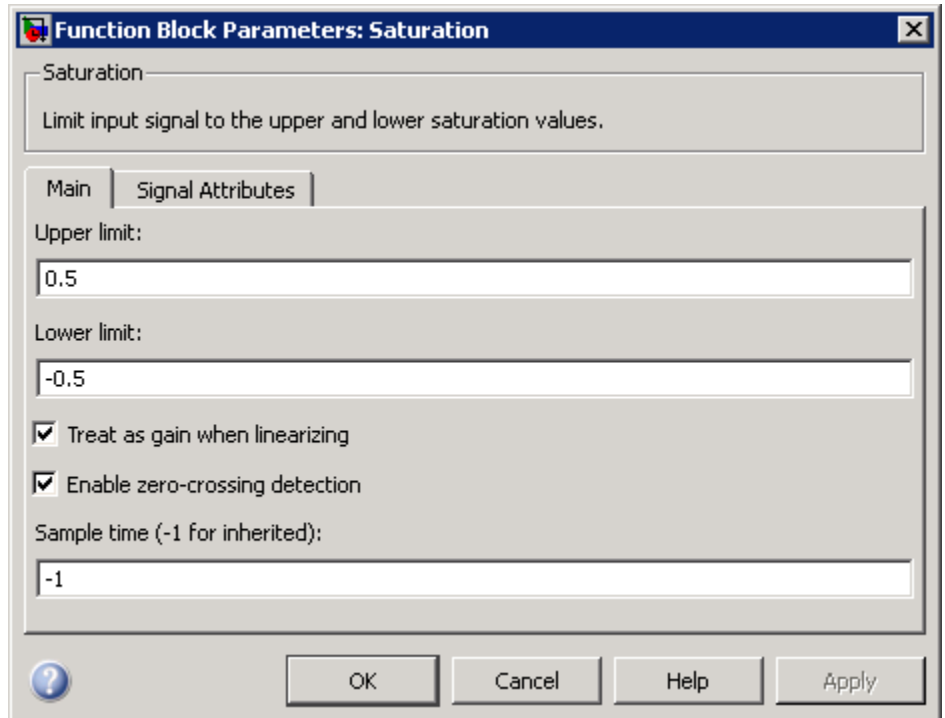 Function Block Parameters: Saturation
Saturation
Limit input signal to the upper and lower saturation values.
Main Signal Attributes
Upper limit:
0.5
Lower limit:
-0.5
Treat as gain when linearizing
Enable zero-crossing detection
Sample time (-1 for inherited):
-1
? OK Cancel Help Apply